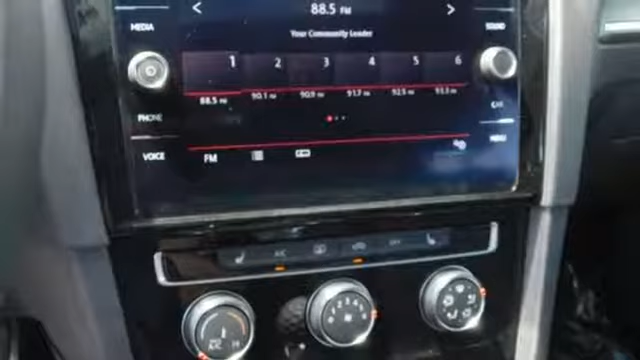 MEDIA
88.5 FM
SOUND
Your Community Leader
1 2 3 4 5 6
88.5 FM 90.1 FM 90.9 FM 91.7 FM 92.5 FM 93.3 FM
PHONE
CAR
VOICE
FM
MENU
A/C
OFF